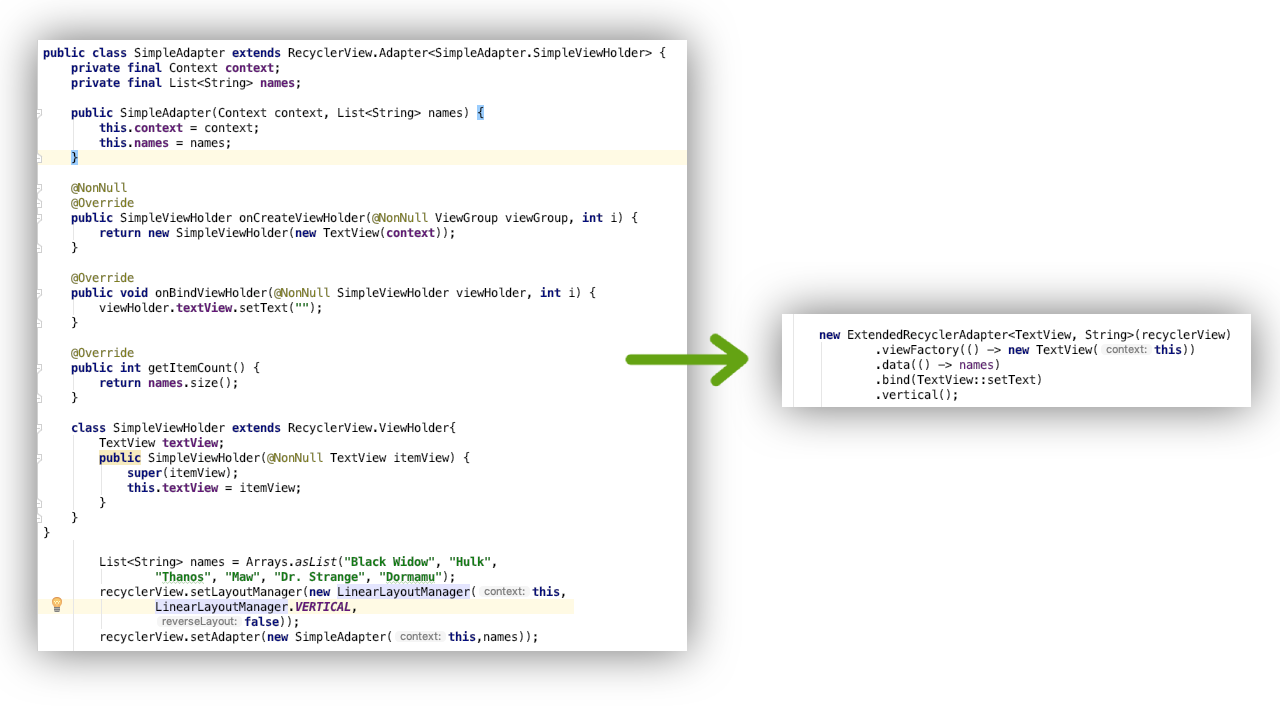 public class SimpleAdapter extends RecyclerView.Adapter<SimpleAdapter.SimpleViewHolder> {
    private final Context context;
    private final List<String> names;

    public SimpleAdapter(Context context, List<String> names) {
        this.context = context;
        this.names = names;
    }

    @NonNull
    @Override
    public SimpleViewHolder onCreateViewHolder(@NonNull ViewGroup viewGroup, int i) {
        return new SimpleViewHolder(new TextView(context));
    }

    @Override
    public void onBindViewHolder(@NonNull SimpleViewHolder viewHolder, int i) {
        viewHolder.textView.setText("");
    }

    @Override
    public int getItemCount() {
        return names.size();
    }

    class SimpleViewHolder extends RecyclerView.ViewHolder{
        TextView textView;
        public SimpleViewHolder(@NonNull TextView itemView) {
            super(itemView);
            this.textView = itemView;
        }
    }
}

        List<String> names = Arrays.asList("Black Widow", "Hulk",
                "Thanos", "Maw", "Dr. Strange", "Dormamu");
        recyclerView.setLayoutManager(new LinearLayoutManager( context: this,
                LinearLayoutManager.VERTICAL,
                reverseLayout: false));
        recyclerView.setAdapter(new SimpleAdapter( context: this,names));

new ExtendedRecyclerAdapter<TextView, String>(recyclerView)
        .viewFactory(() -> new TextView( context: this))
        .data(() -> names)
        .bind(TextView::setText)
        .vertical();